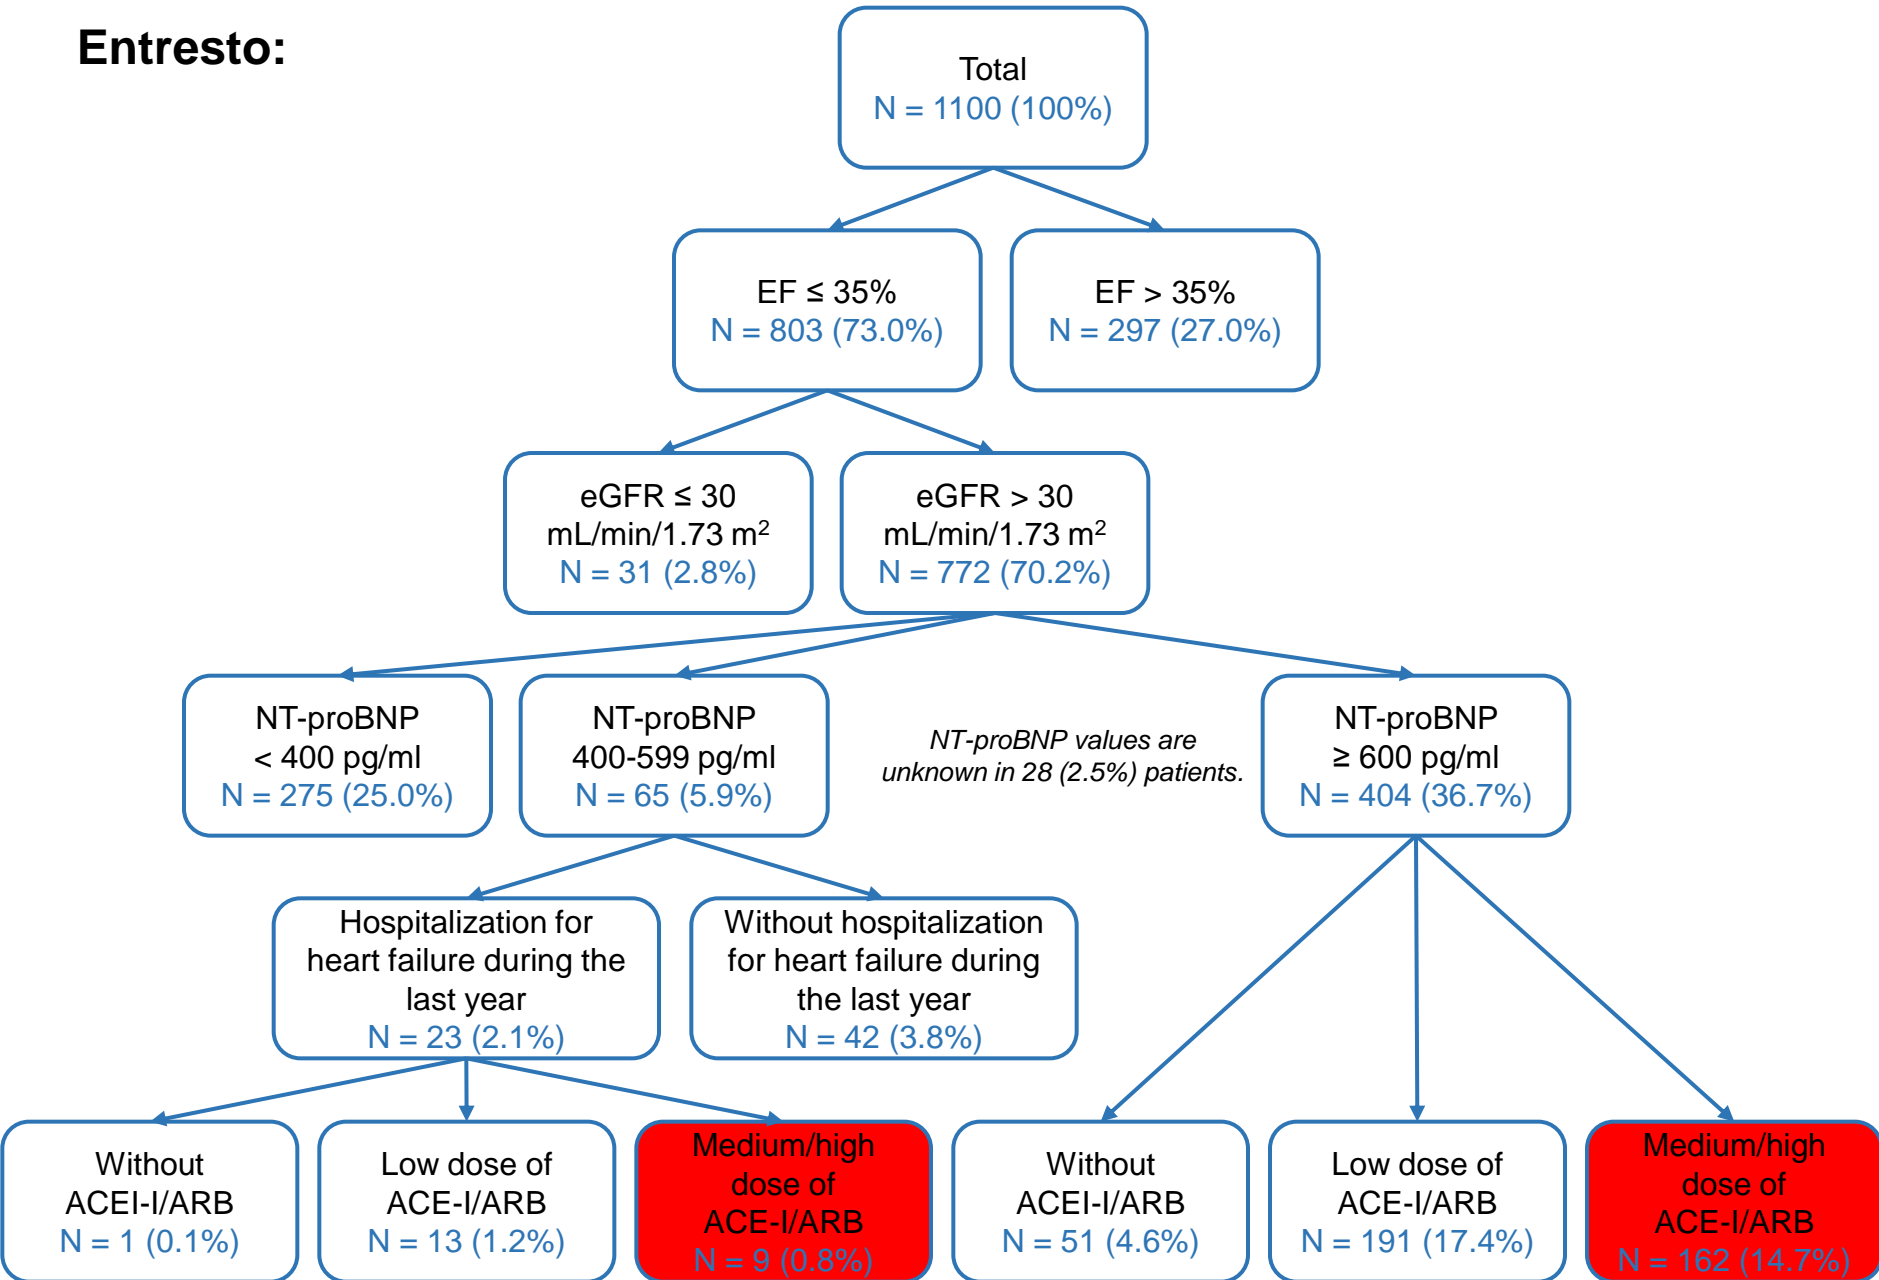 Entresto:
Total
N = 1100 (100%)
EF ≤ 35%
N = 803 (73.0%)
EF > 35%
N = 297 (27.0%)
eGFR ≤ 30
mL/min/1.73 m²
N = 31 (2.8%)
eGFR > 30
mL/min/1.73 m²
N = 772 (70.2%)
NT-proBNP
< 400 pg/ml
N = 275 (25.0%)
NT-proBNP
400-599 pg/ml
N = 65 (5.9%)
NT-proBNP values are
unknown in 28 (2.5%) patients.
NT-proBNP
≥ 600 pg/ml
N = 404 (36.7%)
Hospitalization for
heart failure during the
last year
N = 23 (2.1%)
Without hospitalization
for heart failure during
the last year
N = 42 (3.8%)
Without
ACEI-I/ARB
N = 1 (0.1%)
Low dose of
ACE-I/ARB
N = 13 (1.2%)
Medium/high
dose of
ACE-I/ARB
N = 9 (0.8%)
Without
ACEI-I/ARB
N = 51 (4.6%)
Low dose of
ACE-I/ARB
N = 191 (17.4%)
Medium/high
dose of
ACE-I/ARB
N = 162 (14.7%)